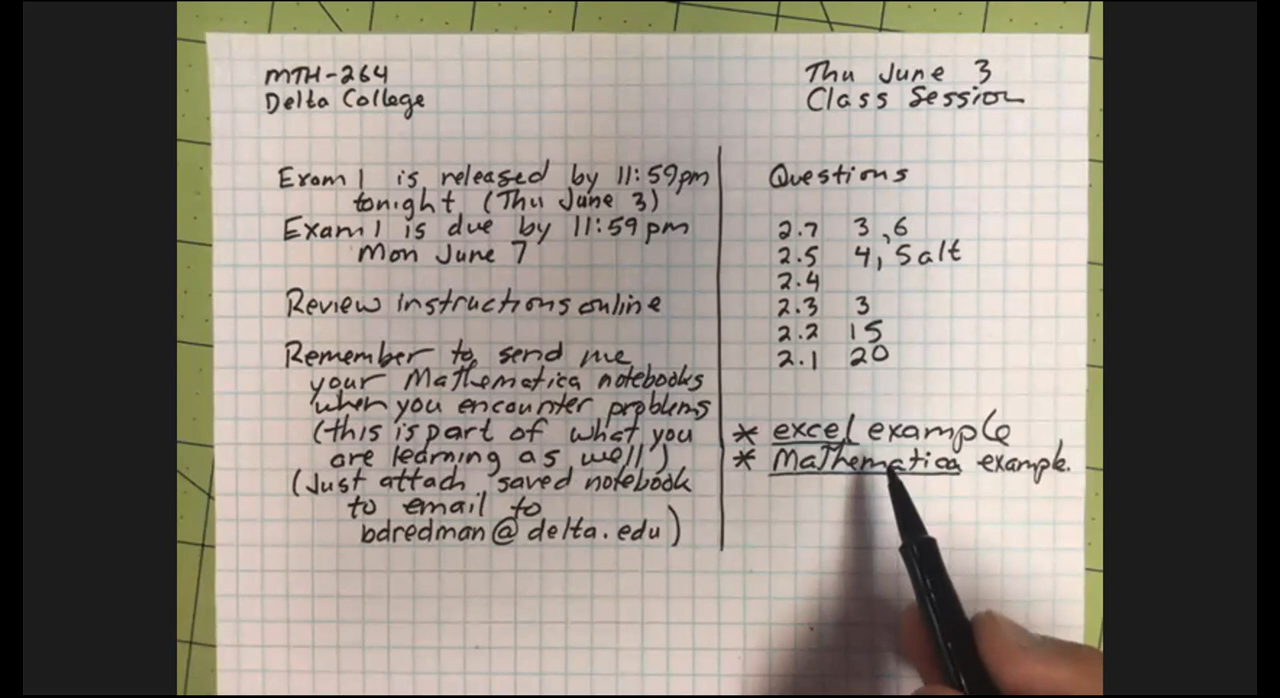 MTH-264
Delta College
Thu June 3
Class Session
Exam 1 is released by 11:59pm
tonight (Thu June 3)
Exam 1 is due by 11:59pm
Mon June 7
Review instructions online
Remember to send me
your Mathematica notebooks
when you encounter problems
(this is part of what you
are learning as well)
(Just attach saved notebook
to email to
bdredman@delta.edu)
Questions
2.7 3, 6
2.5 4, Salt
2.4
2.3 3
2.2 15
2.1 20
* excel example
* Mathematica example.